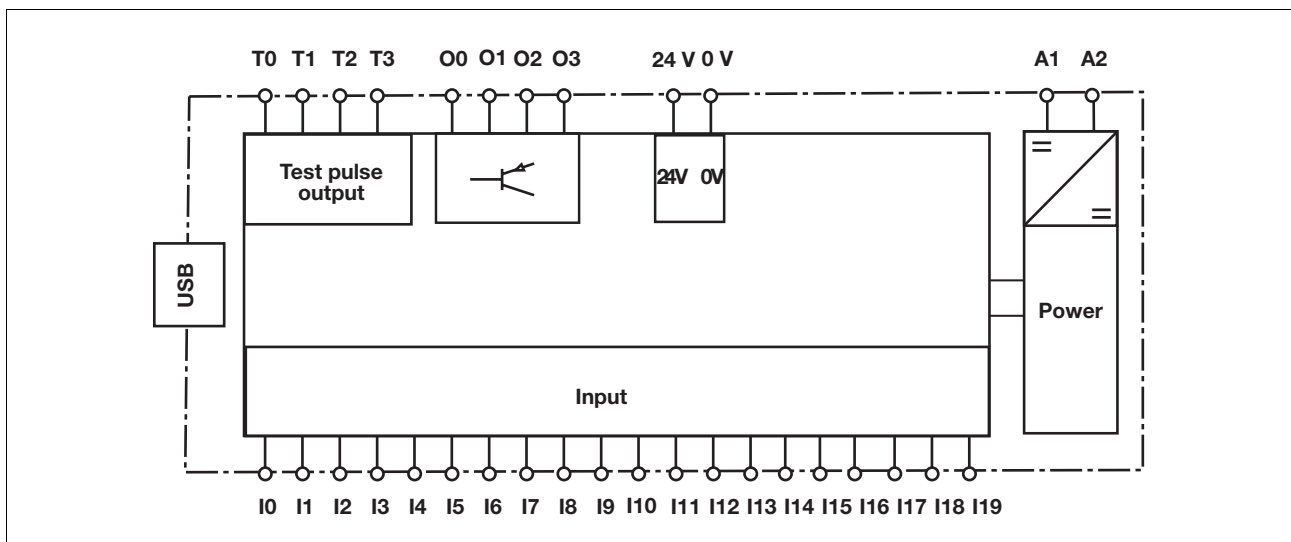 T0 T1 T2 T3 O0 O1 O2 O3 24 V 0 V A1 A2
Test pulse
output
24V 0V
USB
Power
Input
I0 I1 I2 I3 I4 I5 I6 I7 I8 I9 I10 I11 I12 I13 I14 I15 I16 I17 I18 I19